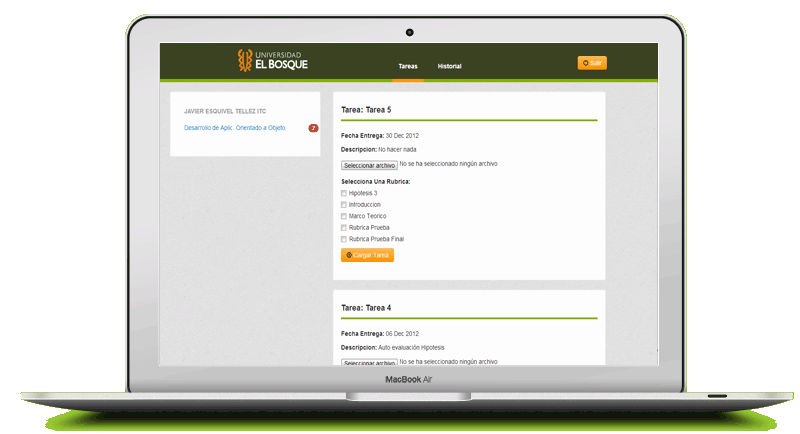 UNIVERSIDAD
EL BOSQUE
Tareas
Historial
Salir
JAVIER ESQUIVEL TELLEZ ITC
Desarrollo de Aplic. Orientado a Objeto
7
Tarea: Tarea 5
Fecha Entrega: 30 Dec 2012
Descripcion: No hacer nada
Seleccionar archivo No se ha seleccionado ningún archivo
Selecciona Una Rubrica:
Hipotesis 3
Introduccion
Marco Teorico
Rubrica Prueba
Rubrica Prueba Final
Cargar Tarea
Tarea: Tarea 4
Fecha Entrega: 06 Dec 2012
Descripcion: Auto evaluación Hipotesis
Seleccionar archivo No se ha seleccionado ningún archivo
MacBook Air